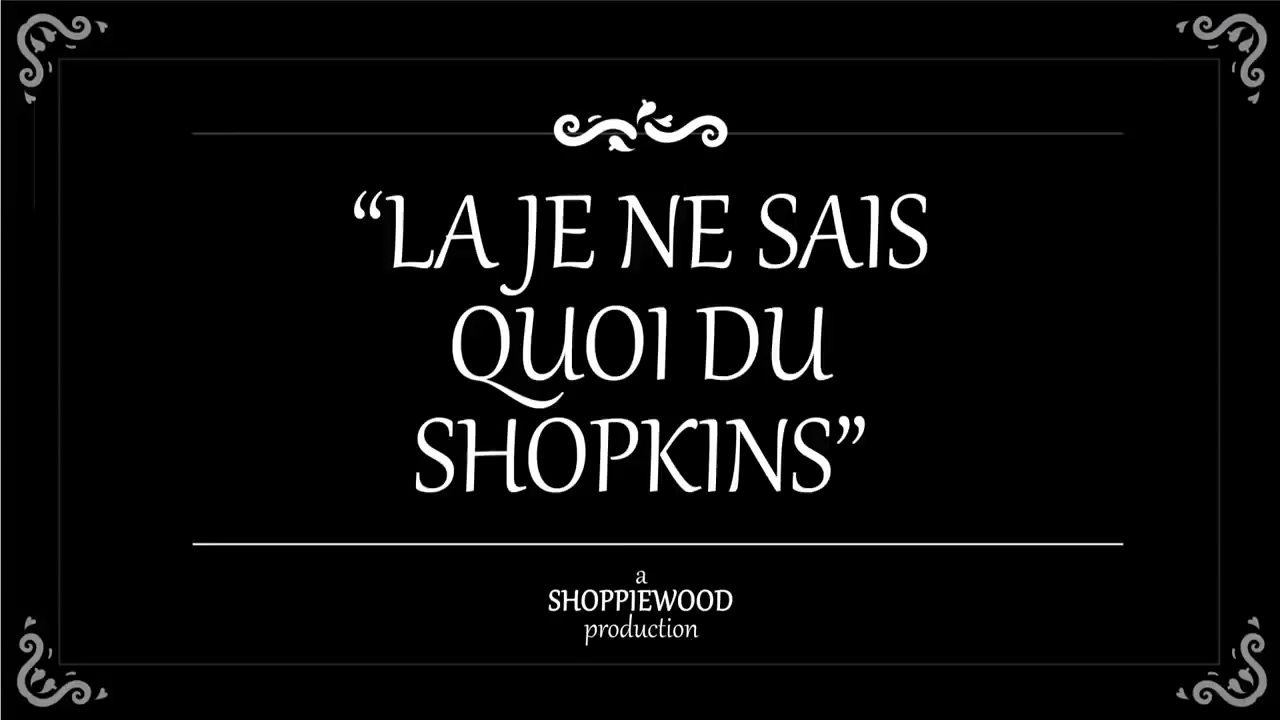 “LA JE NE SAIS
QUOI DU
SHOPKINS”
a
SHOPPIEWOOD
production